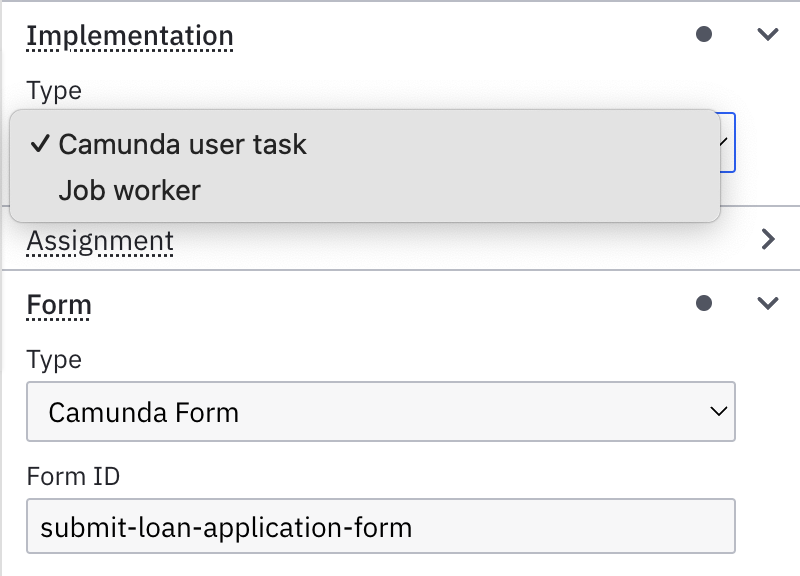 Implementation
Type
Camunda user task
Job worker
Assignment
Form
Type
Camunda Form
Form ID
submit-loan-application-form